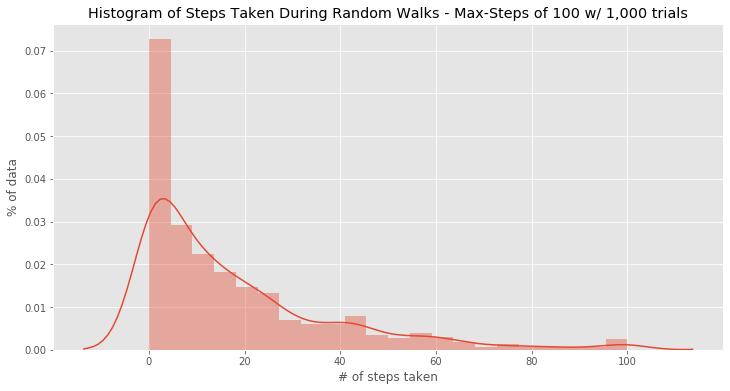 Histogram of Steps Taken During Random Walks - Max-Steps of 100 w/ 1,000 trials
0.07
0.06
0.05
0.04
0.03
0.02
0.01
0.00
% of data
0 20 40 60 80 100
# of steps taken